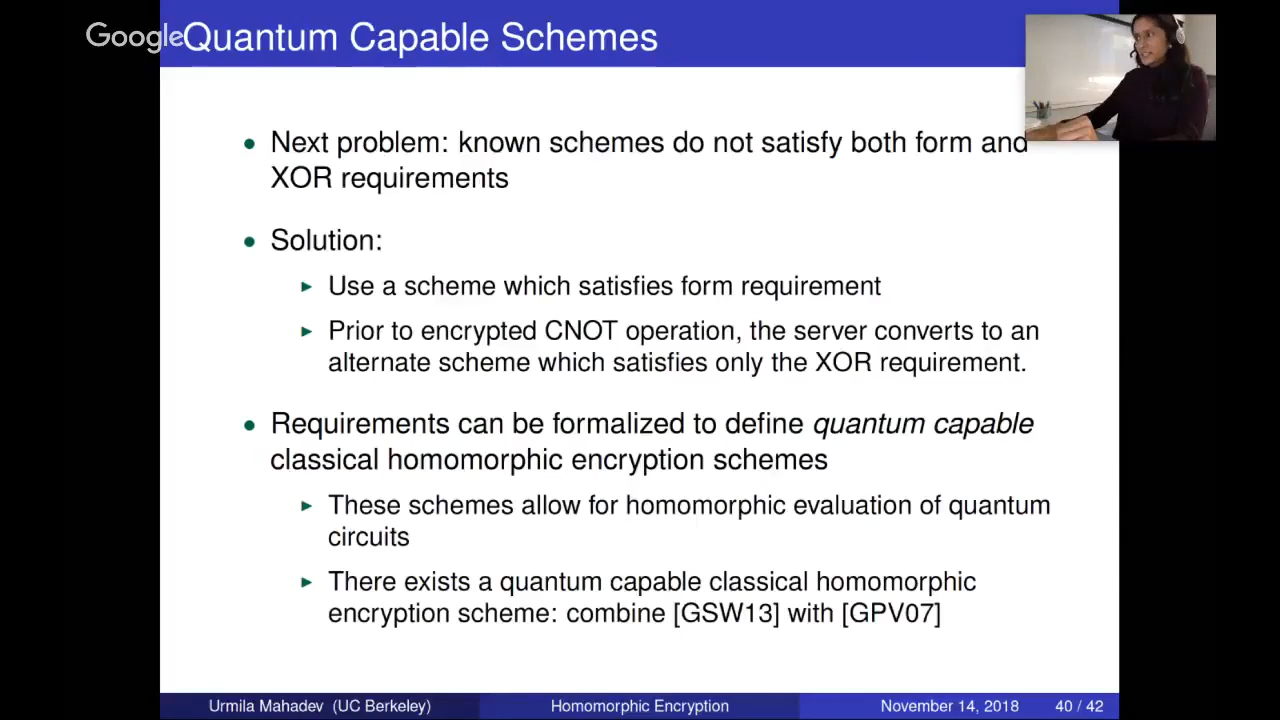 Google
Quantum Capable Schemes
• Next problem: known schemes do not satisfy both form and
XOR requirements
• Solution:
▸ Use a scheme which satisfies form requirement
▸ Prior to encrypted CNOT operation, the server converts to an
alternate scheme which satisfies only the XOR requirement.
• Requirements can be formalized to define quantum capable
classical homomorphic encryption schemes
▸ These schemes allow for homomorphic evaluation of quantum
circuits
▸ There exists a quantum capable classical homomorphic
encryption scheme: combine [GSW13] with [GPV07]
Urmila Mahadev (UC Berkeley) Homomorphic Encryption November 14, 2018 40 / 42